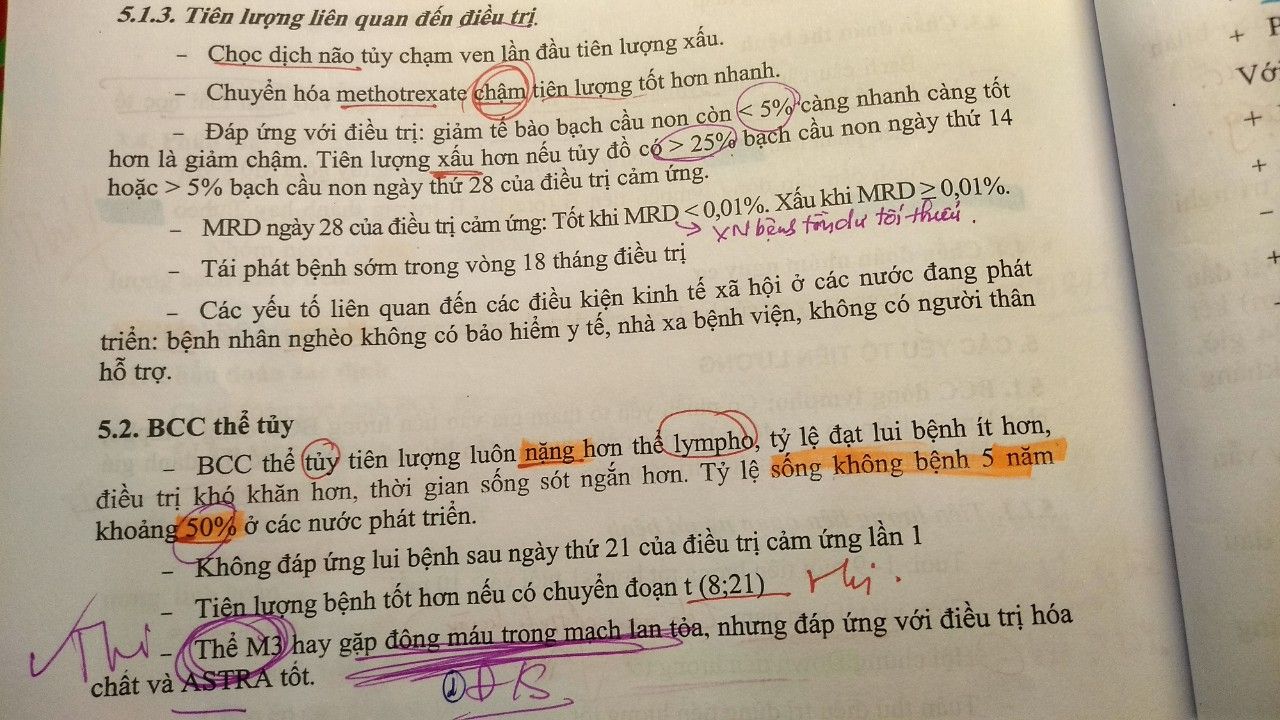 5.1.3. Tiên lượng liên quan đến điều trị.
– Chọc dịch não tủy chạm ven lần đầu tiên lượng xấu.
– Chuyển hóa methotrexate chậm tiên lượng tốt hơn nhanh.
– Đáp ứng với điều trị: giảm tế bào bạch cầu non còn < 5% càng nhanh càng tốt
hơn là giảm chậm. Tiên lượng xấu hơn nếu tủy đồ có > 25% bạch cầu non ngày thứ 14
hoặc > 5% bạch cầu non ngày thứ 28 của điều trị cảm ứng.
– MRD ngày 28 của điều trị cảm ứng: Tốt khi MRD < 0,01%. Xấu khi MRD ≥ 0,01%.
→ XN bệnh tồn dư tối thiểu.
– Tái phát bệnh sớm trong vòng 18 tháng điều trị
– Các yếu tố liên quan đến các điều kiện kinh tế xã hội ở các nước đang phát
triển: bệnh nhân nghèo không có bảo hiểm y tế, nhà xa bệnh viện, không có người thân
hỗ trợ.
5.2. BCC thể tủy
– BCC thể tủy tiên lượng luôn nặng hơn thể lympho, tỷ lệ đạt lui bệnh ít hơn,
điều trị khó khăn hơn, thời gian sống sót ngắn hơn. Tỷ lệ sống không bệnh 5 năm
khoảng 50% ở các nước phát triển.
– Không đáp ứng lui bệnh sau ngày thứ 21 của điều trị cảm ứng lần 1
– Tiên lượng bệnh tốt hơn nếu có chuyển đoạn t (8;21)
Thi – Thể M3 hay gặp đông máu trong mạch lan tỏa, nhưng đáp ứng với điều trị hóa
chất và ASTRA tốt.
+
Với
+
+
–
+